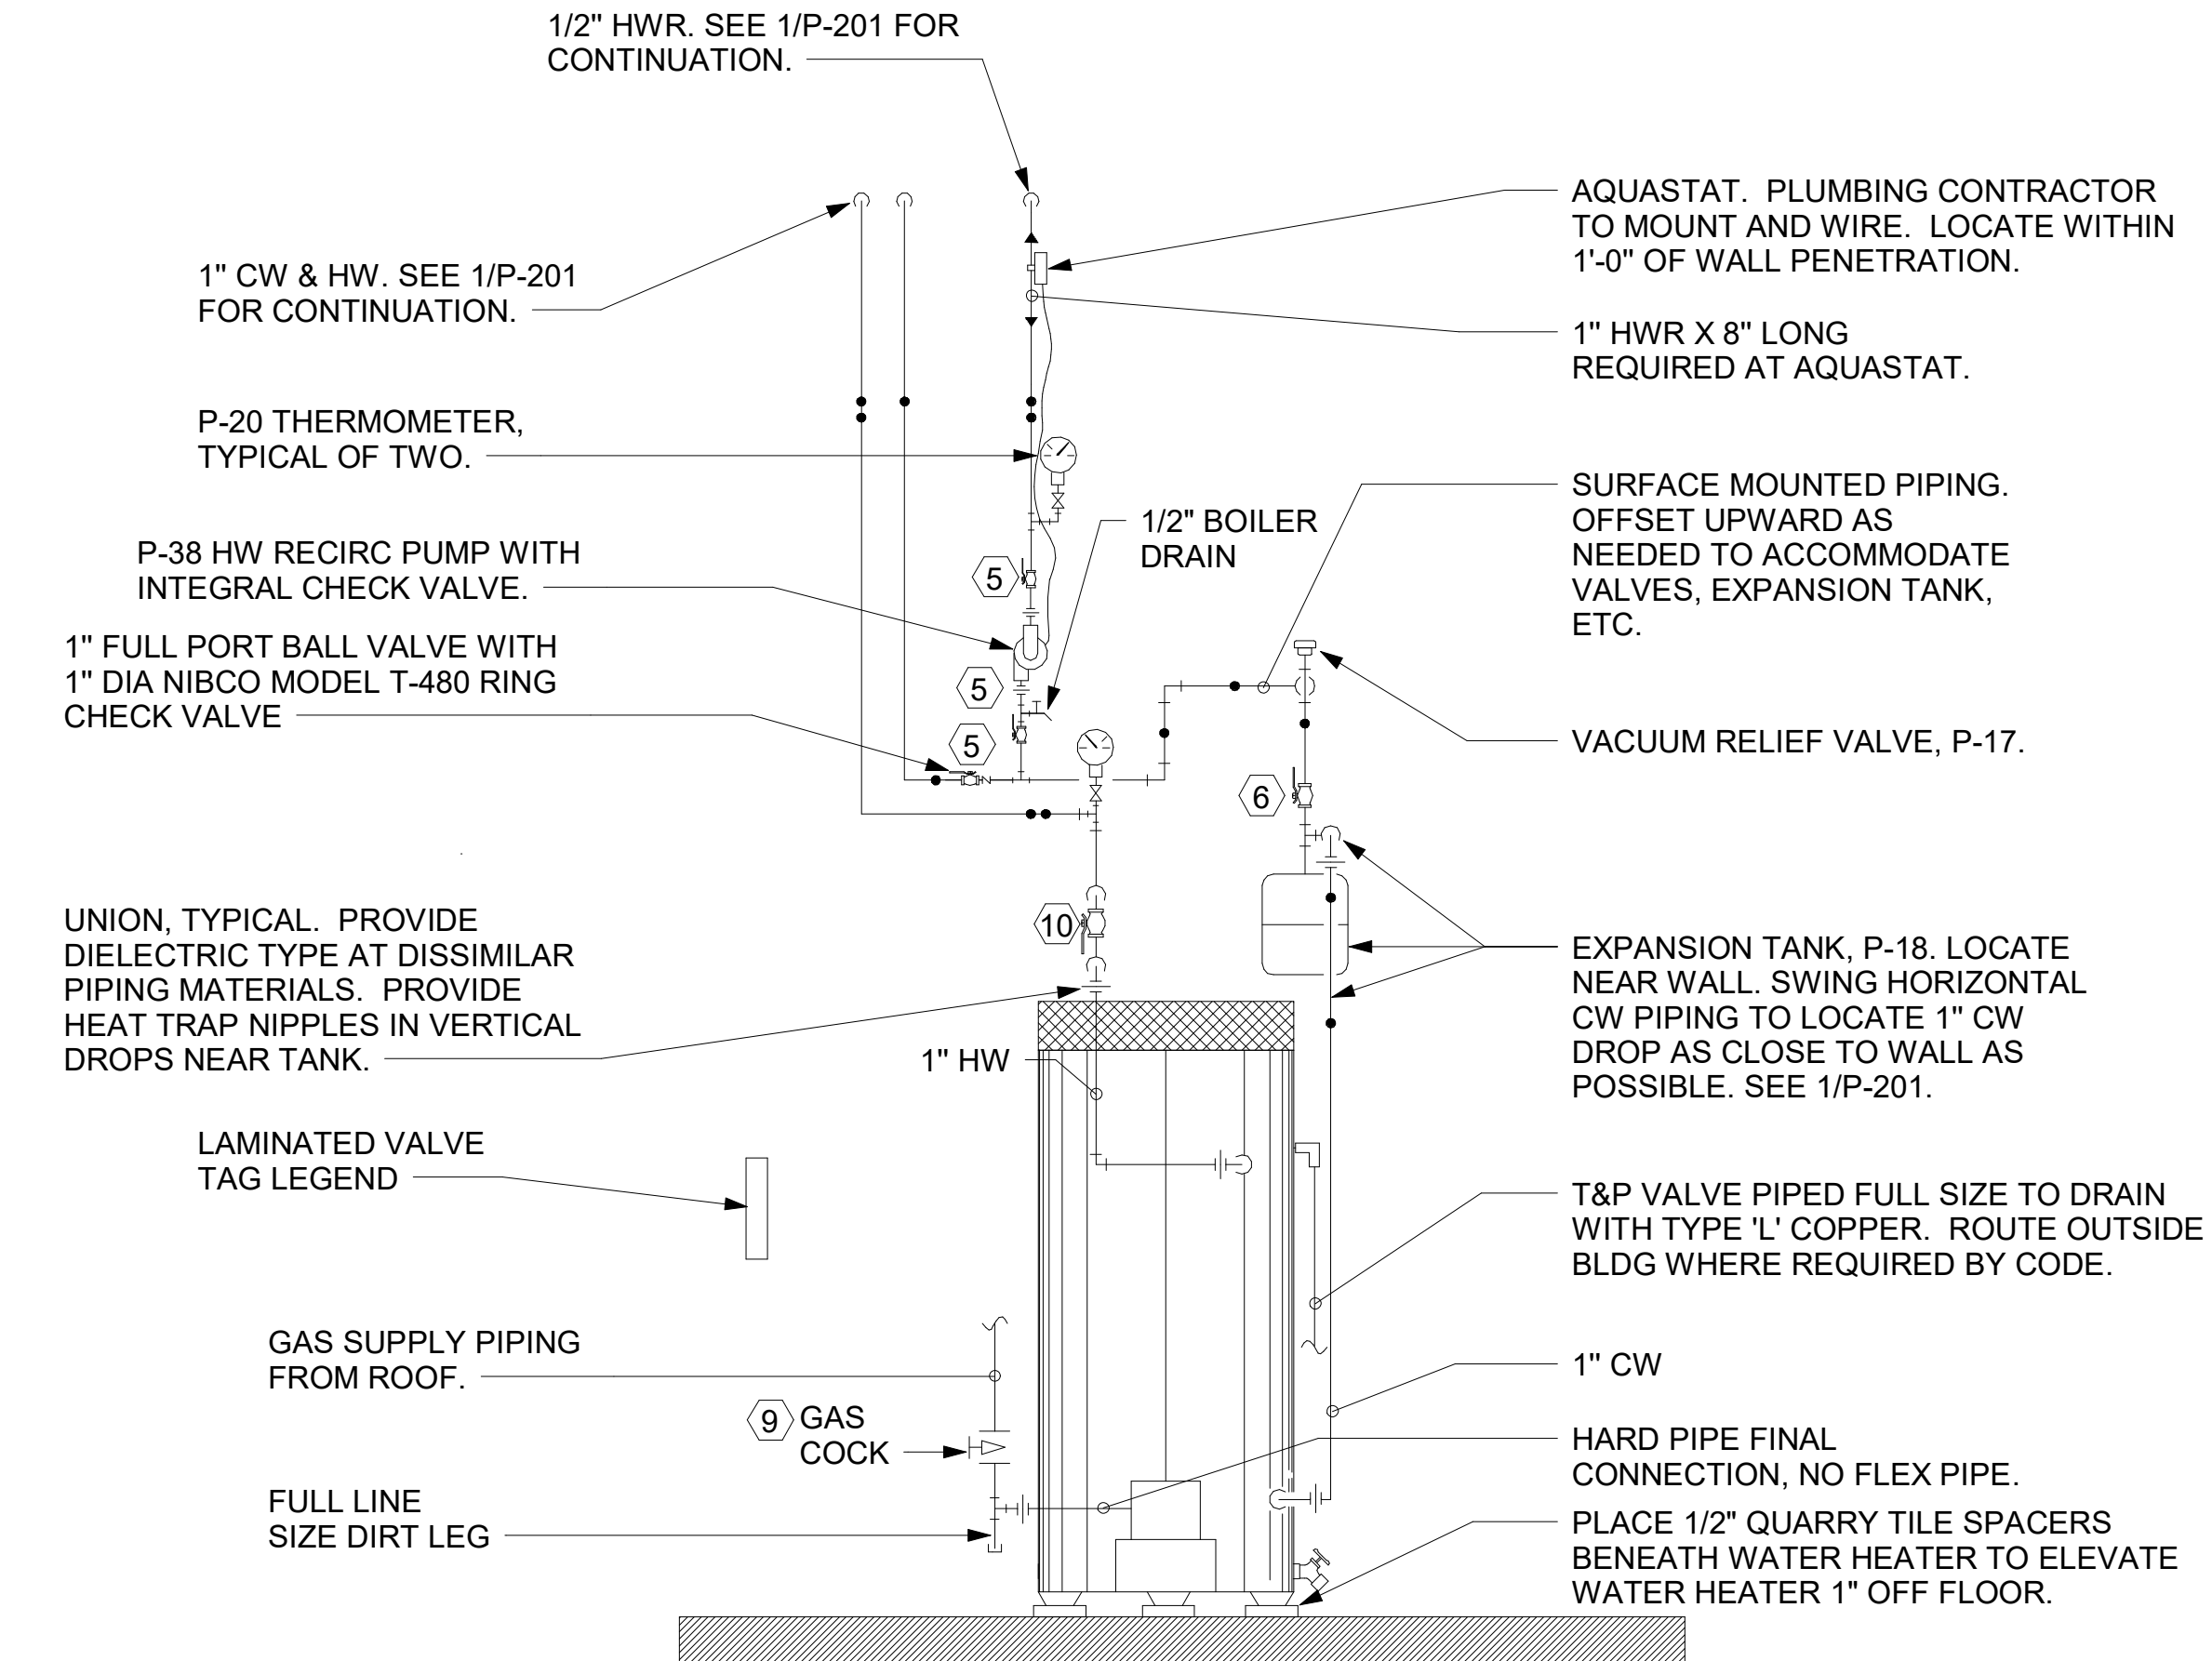 1/2" HWR. SEE 1/P-201 FOR
CONTINUATION.
1" CW & HW. SEE 1/P-201
FOR CONTINUATION.
P-20 THERMOMETER,
TYPICAL OF TWO.
P-38 HW RECIRC PUMP WITH
INTEGRAL CHECK VALVE.
1" FULL PORT BALL VALVE WITH
1" DIA NIBCO MODEL T-480 RING
CHECK VALVE
UNION, TYPICAL. PROVIDE
DIELECTRIC TYPE AT DISSIMILAR
PIPING MATERIALS. PROVIDE
HEAT TRAP NIPPLES IN VERTICAL
DROPS NEAR TANK.
LAMINATED VALVE
TAG LEGEND
GAS SUPPLY PIPING
FROM ROOF.
9
GAS
COCK
FULL LINE
SIZE DIRT LEG
1/2" BOILER
DRAIN
5
5
5
6
10
1" HW
AQUASTAT. PLUMBING CONTRACTOR
TO MOUNT AND WIRE. LOCATE WITHIN
1'-0" OF WALL PENETRATION.
1" HWR X 8" LONG
REQUIRED AT AQUASTAT.
SURFACE MOUNTED PIPING.
OFFSET UPWARD AS
NEEDED TO ACCOMMODATE
VALVES, EXPANSION TANK,
ETC.
VACUUM RELIEF VALVE, P-17.
EXPANSION TANK, P-18. LOCATE
NEAR WALL. SWING HORIZONTAL
CW PIPING TO LOCATE 1" CW
DROP AS CLOSE TO WALL AS
POSSIBLE. SEE 1/P-201.
T&P VALVE PIPED FULL SIZE TO DRAIN
WITH TYPE 'L' COPPER. ROUTE OUTSIDE
BLDG WHERE REQUIRED BY CODE.
1" CW
HARD PIPE FINAL
CONNECTION, NO FLEX PIPE.
PLACE 1/2" QUARRY TILE SPACERS
BENEATH WATER HEATER TO ELEVATE
WATER HEATER 1" OFF FLOOR.